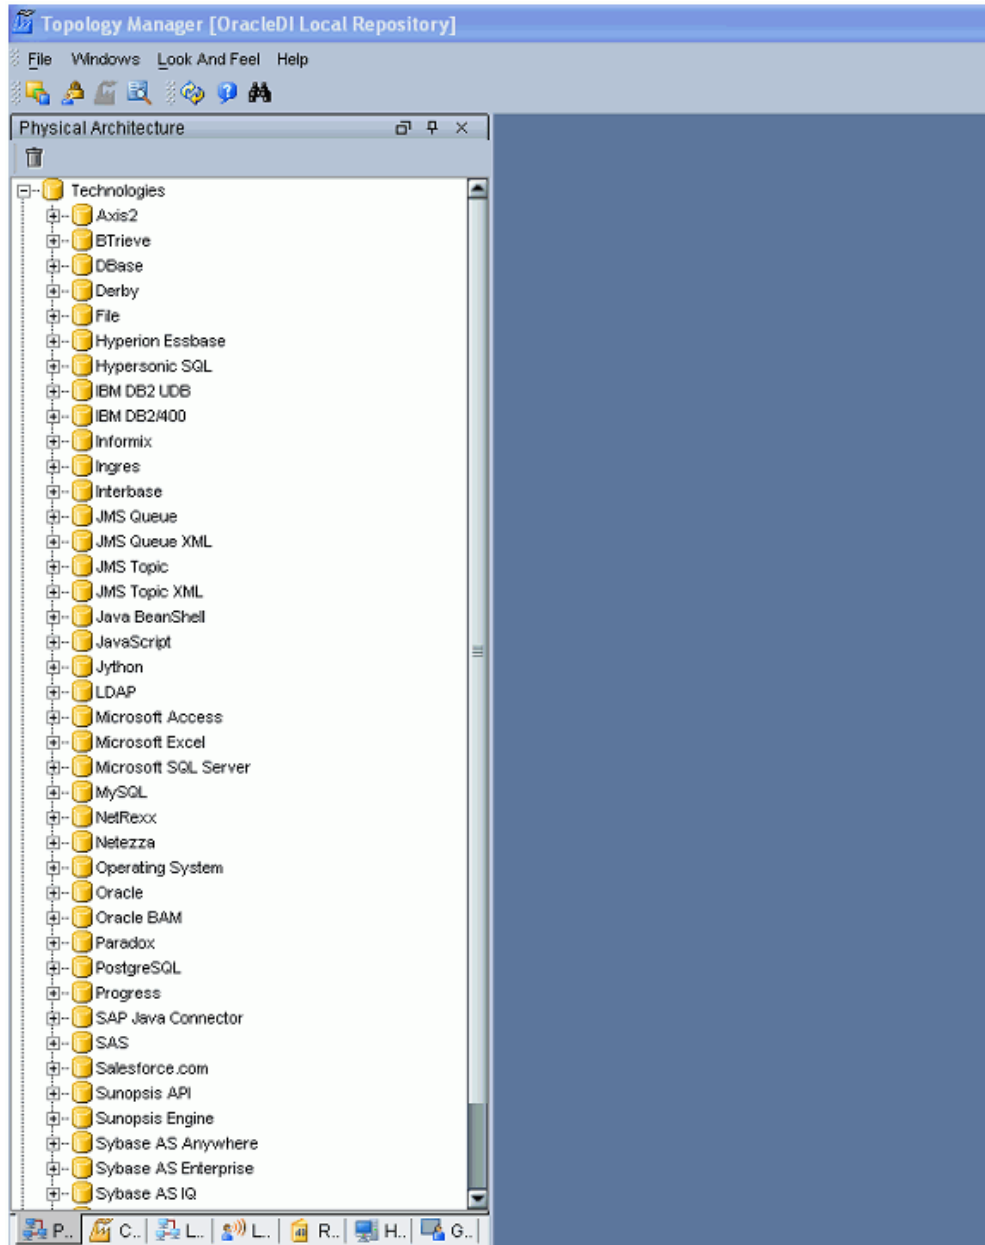 Topology Manager [OracleDI Local Repository]
File Windows Look And Feel Help
Physical Architecture
Technologies
Axis2
BTrieve
DBase
Derby
File
Hyperion Essbase
Hypersonic SQL
IBM DB2 UDB
IBM DB2/400
Informix
Ingres
Interbase
JMS Queue
JMS Queue XML
JMS Topic
JMS Topic XML
Java BeanShell
JavaScript
Jython
LDAP
Microsoft Access
Microsoft Excel
Microsoft SQL Server
MySQL
NetRexx
Netezza
Operating System
Oracle
Oracle BAM
Paradox
PostgreSQL
Progress
SAP Java Connector
SAS
Salesforce.com
Sunopsis API
Sunopsis Engine
Sybase AS Anywhere
Sybase AS Enterprise
Sybase AS IQ
P.. C.. L.. L.. R.. H.. G..